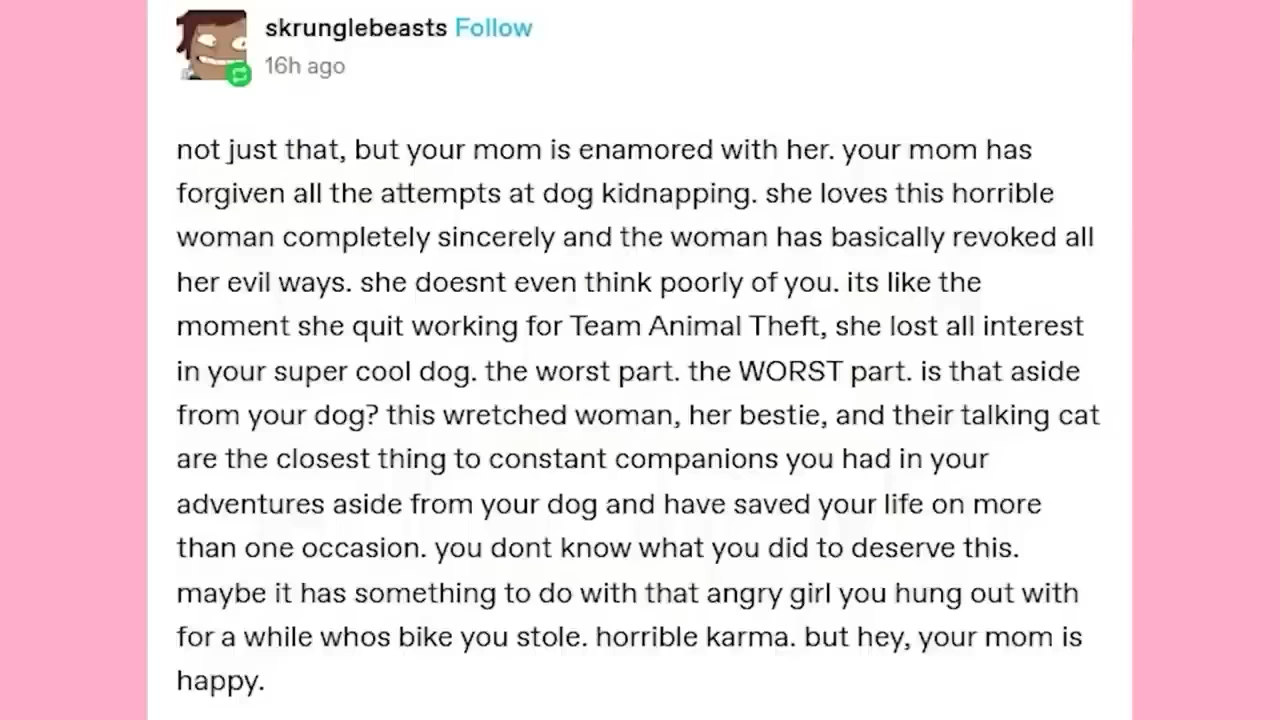 skrunglebeasts Follow
16h ago
not just that, but your mom is enamored with her. your mom has
forgiven all the attempts at dog kidnapping. she loves this horrible
woman completely sincerely and the woman has basically revoked all
her evil ways. she doesnt even think poorly of you. its like the
moment she quit working for Team Animal Theft, she lost all interest
in your super cool dog. the worst part. the WORST part. is that aside
from your dog? this wretched woman, her bestie, and their talking cat
are the closest thing to constant companions you had in your
adventures aside from your dog and have saved your life on more
than one occasion. you dont know what you did to deserve this.
maybe it has something to do with that angry girl you hung out with
for a while whos bike you stole. horrible karma. but hey, your mom is
happy.